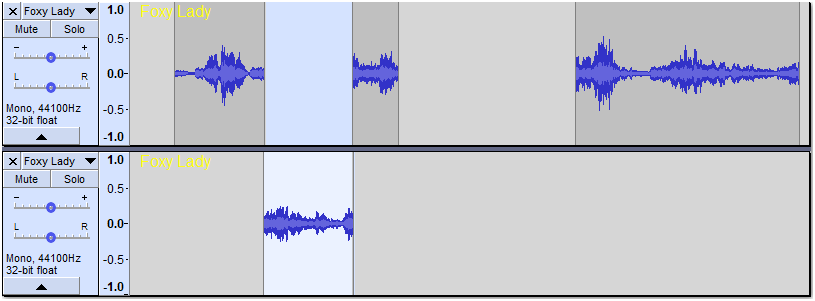 Foxy Lady
Mute Solo
- +
L R
Mono, 44100Hz
32-bit float
1.0
0.5
0.0
-0.5
-1.0
Foxy Lady
Foxy Lady
Mute Solo
- +
L R
Mono, 44100Hz
32-bit float
1.0
0.5
0.0
-0.5
-1.0
Foxy Lady